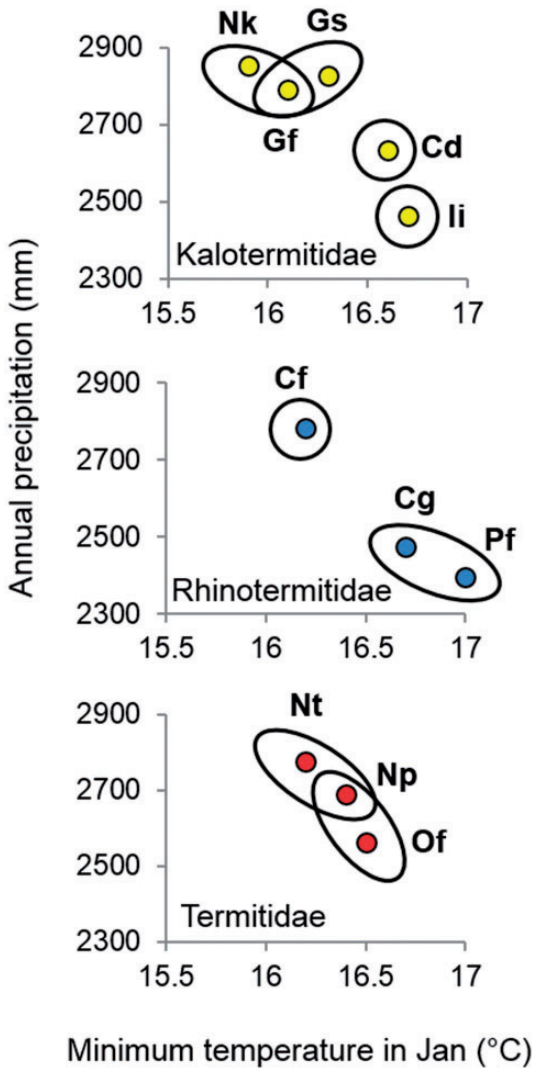 Annual precipitation (mm)
Nk Gs
2900
2700
Gf
Cd
2500
Ii
2300
Kalotermitidae
15.5 16 16.5 17
Cf
2900
2700
Cg
2500
Pf
2300
Rhinotermitidae
15.5 16 16.5 17
Nt
2900
Np
2700
Of
2500
2300
Termitidae
15.5 16 16.5 17
Minimum temperature in Jan (°C)